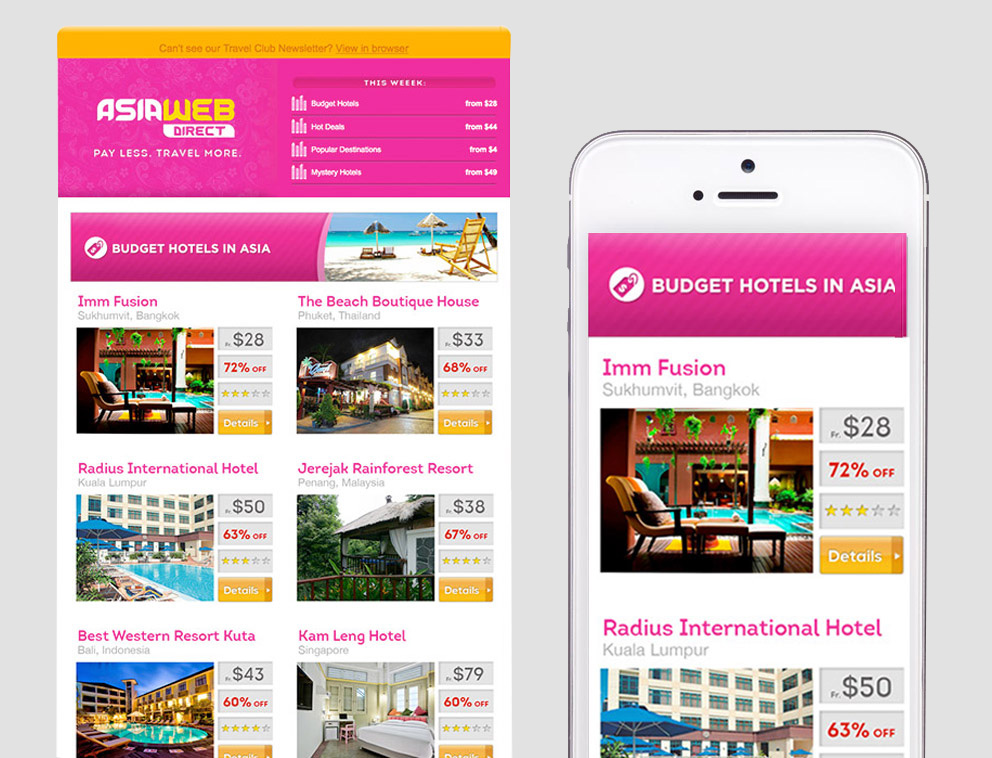 Can't see our Travel Club Newsletter? View in browser
ASIAWEB
DIRECT
PAY LESS. TRAVEL MORE.
THIS WEEEK:
Budget Hotels from $28
Hot Deals from $44
Popular Destinations from $4
Mystery Hotels from $49
BUDGET HOTELS IN ASIA
Imm Fusion
Sukhumvit, Bangkok
Fr. $28
72% OFF
Details
The Beach Boutique House
Phuket, Thailand
Fr. $33
68% OFF
Details
Radius International Hotel
Kuala Lumpur
Fr. $50
63% OFF
Details
Jerejak Rainforest Resort
Penang, Malaysia
Fr. $38
67% OFF
Details
Best Western Resort Kuta
Bali, Indonesia
Fr. $43
60% OFF
Details
Kam Leng Hotel
Singapore
Fr. $79
60% OFF
Details
BUDGET HOTELS IN ASIA
Imm Fusion
Sukhumvit, Bangkok
Fr. $28
72% OFF
Details
Radius International Hotel
Kuala Lumpur
Fr. $50
63% OFF